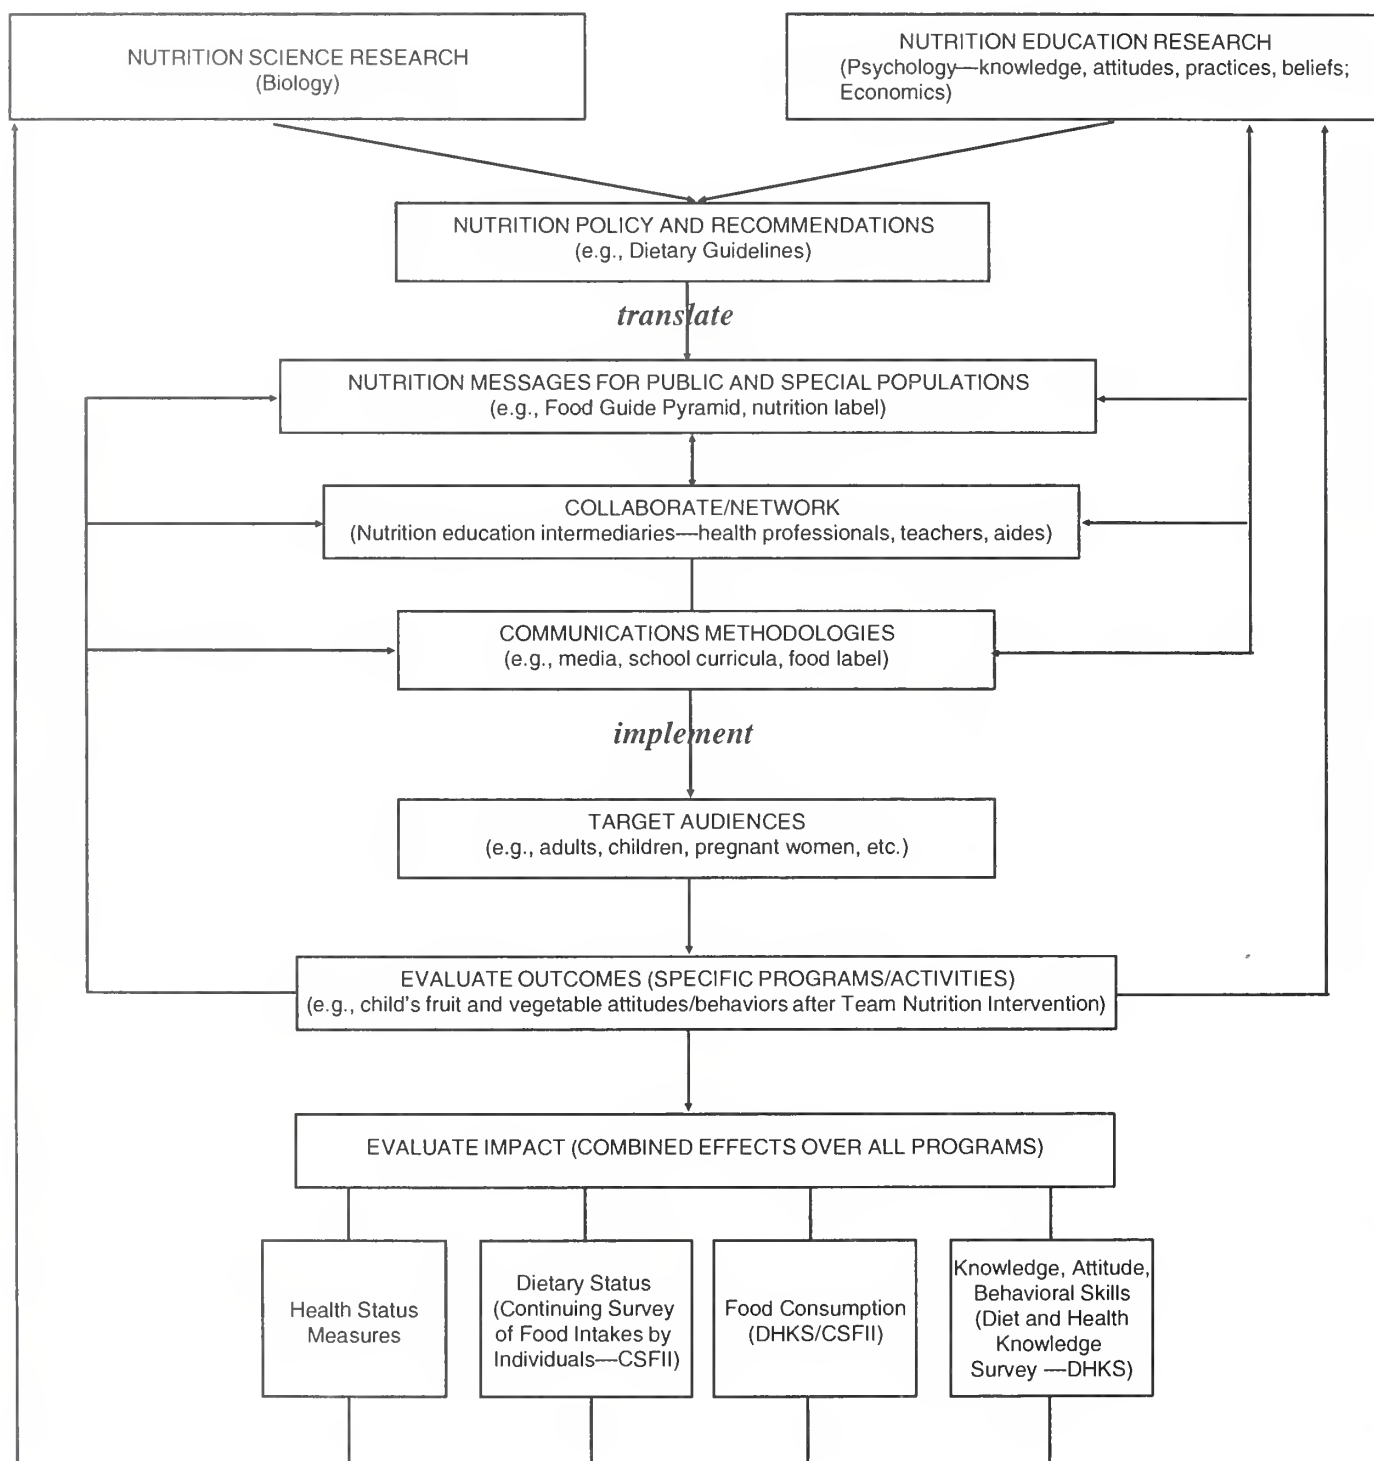 NUTRITION SCIENCE RESEARCH
(Biology)
NUTRITION EDUCATION RESEARCH
(Psychology—knowledge, attitudes, practices, beliefs;
Economics)
NUTRITION POLICY AND RECOMMENDATIONS
(e.g., Dietary Guidelines)
translate
NUTRITION MESSAGES FOR PUBLIC AND SPECIAL POPULATIONS
(e.g., Food Guide Pyramid, nutrition label)
COLLABORATE/NETWORK
(Nutrition education intermediaries—health professionals, teachers, aides)
COMMUNICATIONS METHODOLOGIES
(e.g., media, school curricula, food label)
implement
TARGET AUDIENCES
(e.g., adults, children, pregnant women, etc.)
EVALUATE OUTCOMES (SPECIFIC PROGRAMS/ACTIVITIES)
(e.g., child's fruit and vegetable attitudes/behaviors after Team Nutrition Intervention)
EVALUATE IMPACT (COMBINED EFFECTS OVER ALL PROGRAMS)
Health Status
Measures
Dietary Status
(Continuing Survey
of Food Intakes by
Individuals—CSFII)
Food Consumption
(DHKS/CSFII)
Knowledge, Attitude,
Behavioral Skills
(Diet and Health
Knowledge
Survey —DHKS)